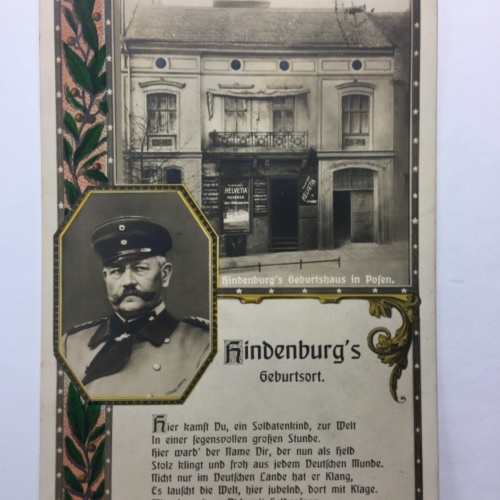 HELVETIA
HELVETIA
Hindenburg's Geburtshaus in Posen.
Hindenburg's
Geburtsort.
Hier kamst Du, ein Soldatenkind, zur Welt
In einer segensvollen großen Stunde.
Hier ward' der Name Dir, der nun als Held
Stolz klingt und froh aus jedem Deutschen Munde.
Nicht nur im Deutschen Lande hat er Klang,
Es lauscht die Welt, hier jubelnd, dort mit Klage.